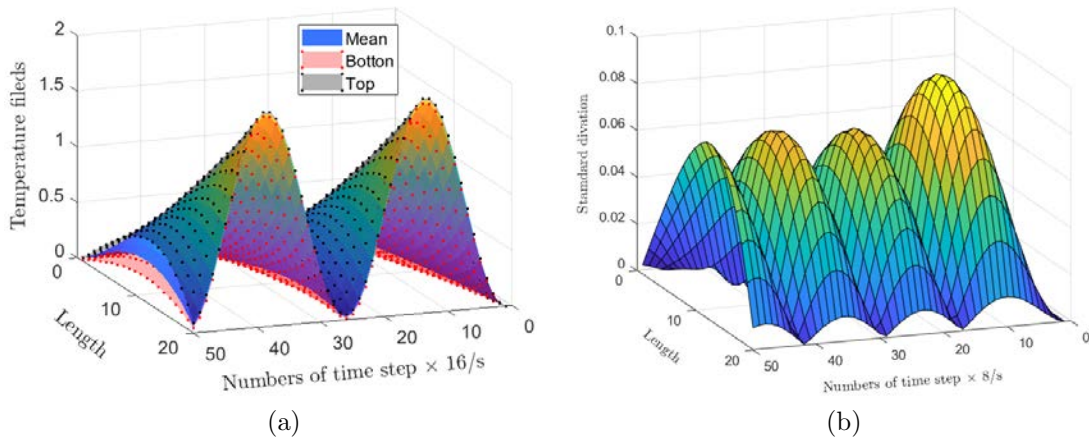 2
1.5
1
0.5
0
Temperature fileds
Mean
Botton
Top
0
10
20
Length
50
40
30
20
10
0
Numbers of time step × 16/s
(a)
0.1
0.08
0.06
0.04
0.02
0
Stamdard divation
0
10
20
Length
50
40
30
20
10
0
Numbers of time step × 8/s
(b)